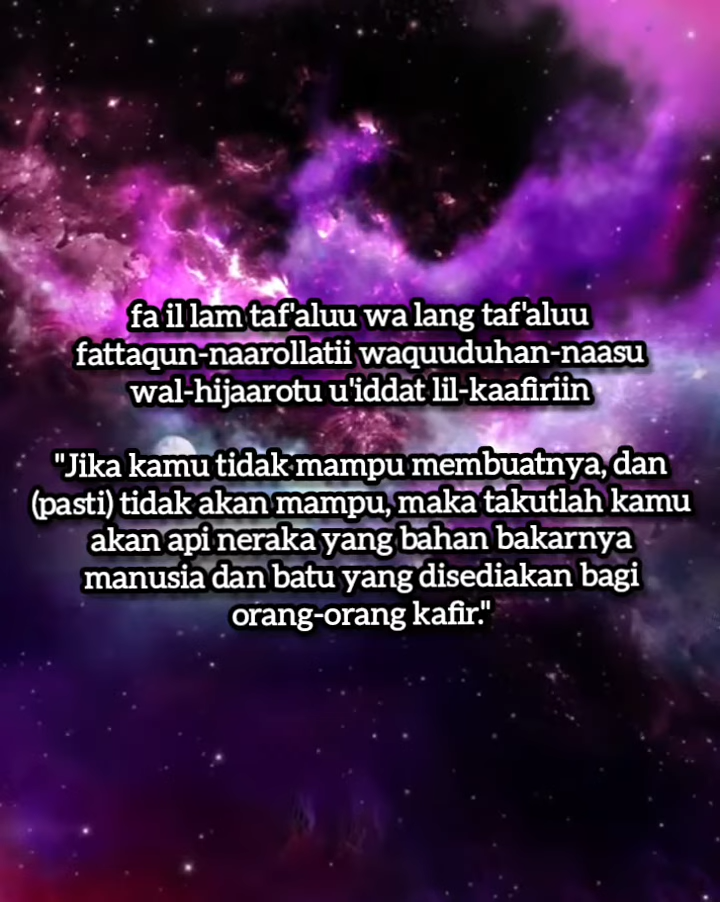 fa il lam taf'aluu wa lang taf'aluu
fattaqun-naarollatii waquuduhan-naasu
wal-hijaarotu u'iddat lil-kaafiriin
"Jika kamu tidak mampu membuatnya, dan
(pasti) tidak akan mampu, maka takutlah kamu
akan api neraka yang bahan bakarnya
manusia dan batu yang disediakan bagi
orang-orang kafir."